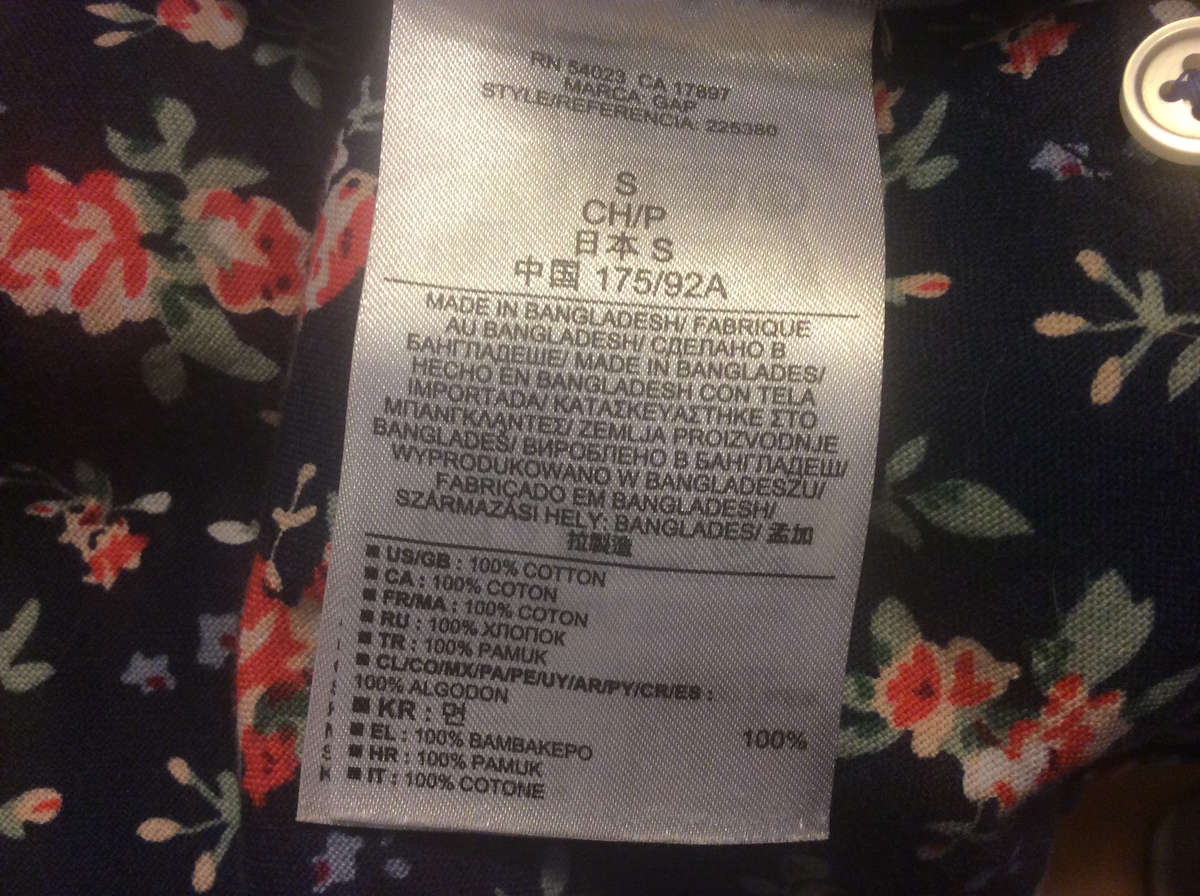 RN 54023 CA 17897
MARCA: GAP
STYLE/REFERENCIA: 225380
S
CH/P
日本 S
中国 175/92A
MADE IN BANGLADESH/ FABRIQUE
AU BANGLADESH/ СДЕЛАНО В
БАНГЛАДЕШЕ/ MADE IN BANGLADES/
HECHO EN BANGLADESH CON TELA
IMPORTADA/ ΚΑΤΑΣΚΕΥΑΣΤΗΚΕ ΣΤΟ
ΜΠΑΝΓΚΛΑΝΤΕΣ/ ZEMLJA PROIZVODNJE
BANGLADEŠ/ ВИРОБЛЕНО В БАНГЛАДЕШ/
WYPRODUKOWANO W BANGLADESZU/
FABRICADO EM BANGLADESH/
SZÁRMAZÁSI HELY: BANGLADES/ 孟加
拉製造
■ US/GB : 100% COTTON
■ CA : 100% COTON
■ FR/MA : 100% COTON
■ RU : 100% ХЛОПОК
■ TR : 100% PAMUK
■ CL/CO/MX/PA/PE/UY/AR/PY/CR/ES :
100% ALGODON
■ KR : 면 100%
■ EL : 100% ΒΑΜΒΑΚΕΡΟ
■ HR : 100% PAMUK
■ IT : 100% COTONE